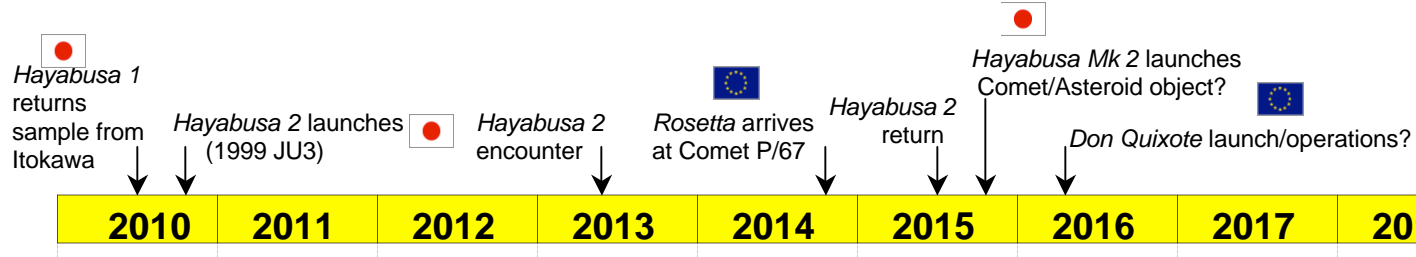 Hayabusa 1
returns
sample from
Itokawa
Hayabusa 2 launches
(1999 JU3)
Hayabusa 2
encounter
Rosetta arrives
at Comet P/67
Hayabusa 2
return
Hayabusa Mk 2 launches
Comet/Asteroid object?
Don Quixote launch/operations?
2010 2011 2012 2013 2014 2015 2016 2017 20